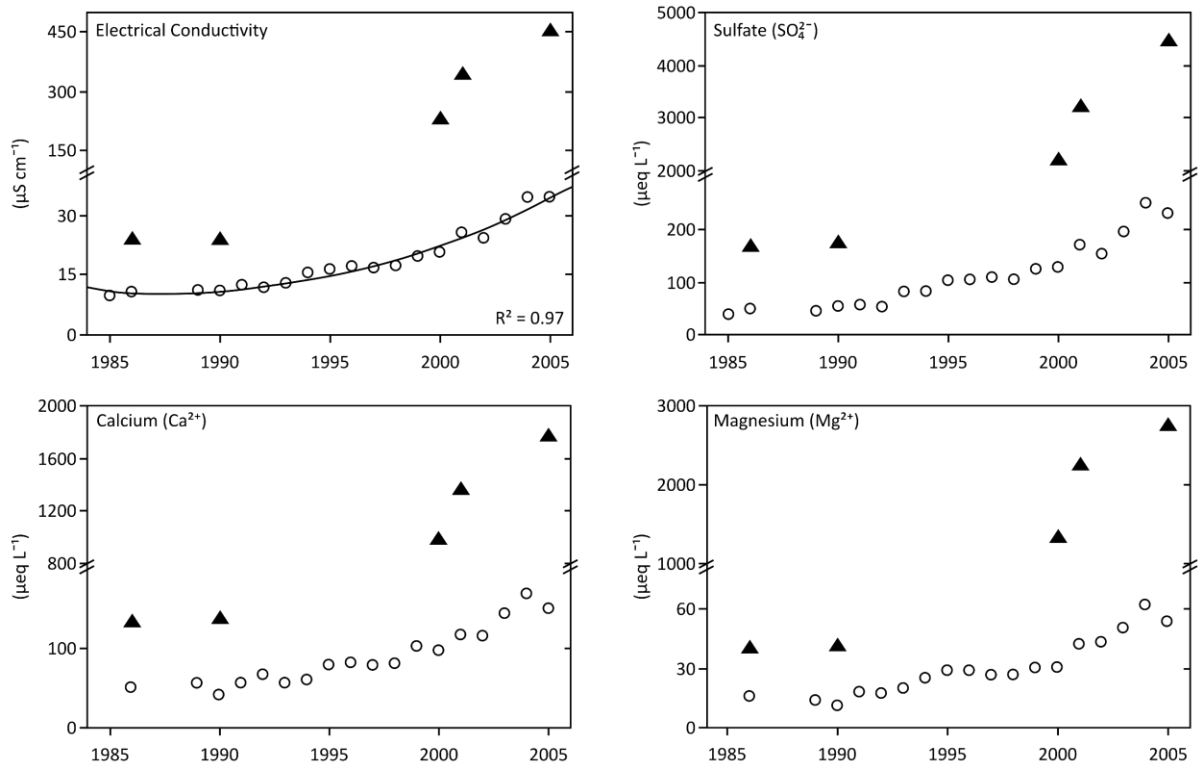 Electrical Conductivity
450
300
150
30
15
0
(µS cm⁻¹)
R² = 0.97
1985 1990 1995 2000 2005
Sulfate (SO₄²⁻)
5000
4000
3000
2000
200
100
0
(µeq L⁻¹)
1985 1990 1995 2000 2005
Calcium (Ca²⁺)
2000
1600
1200
800
100
0
(µeq L⁻¹)
1985 1990 1995 2000 2005
Magnesium (Mg²⁺)
3000
2000
1000
60
30
0
(µeq L⁻¹)
1985 1990 1995 2000 2005